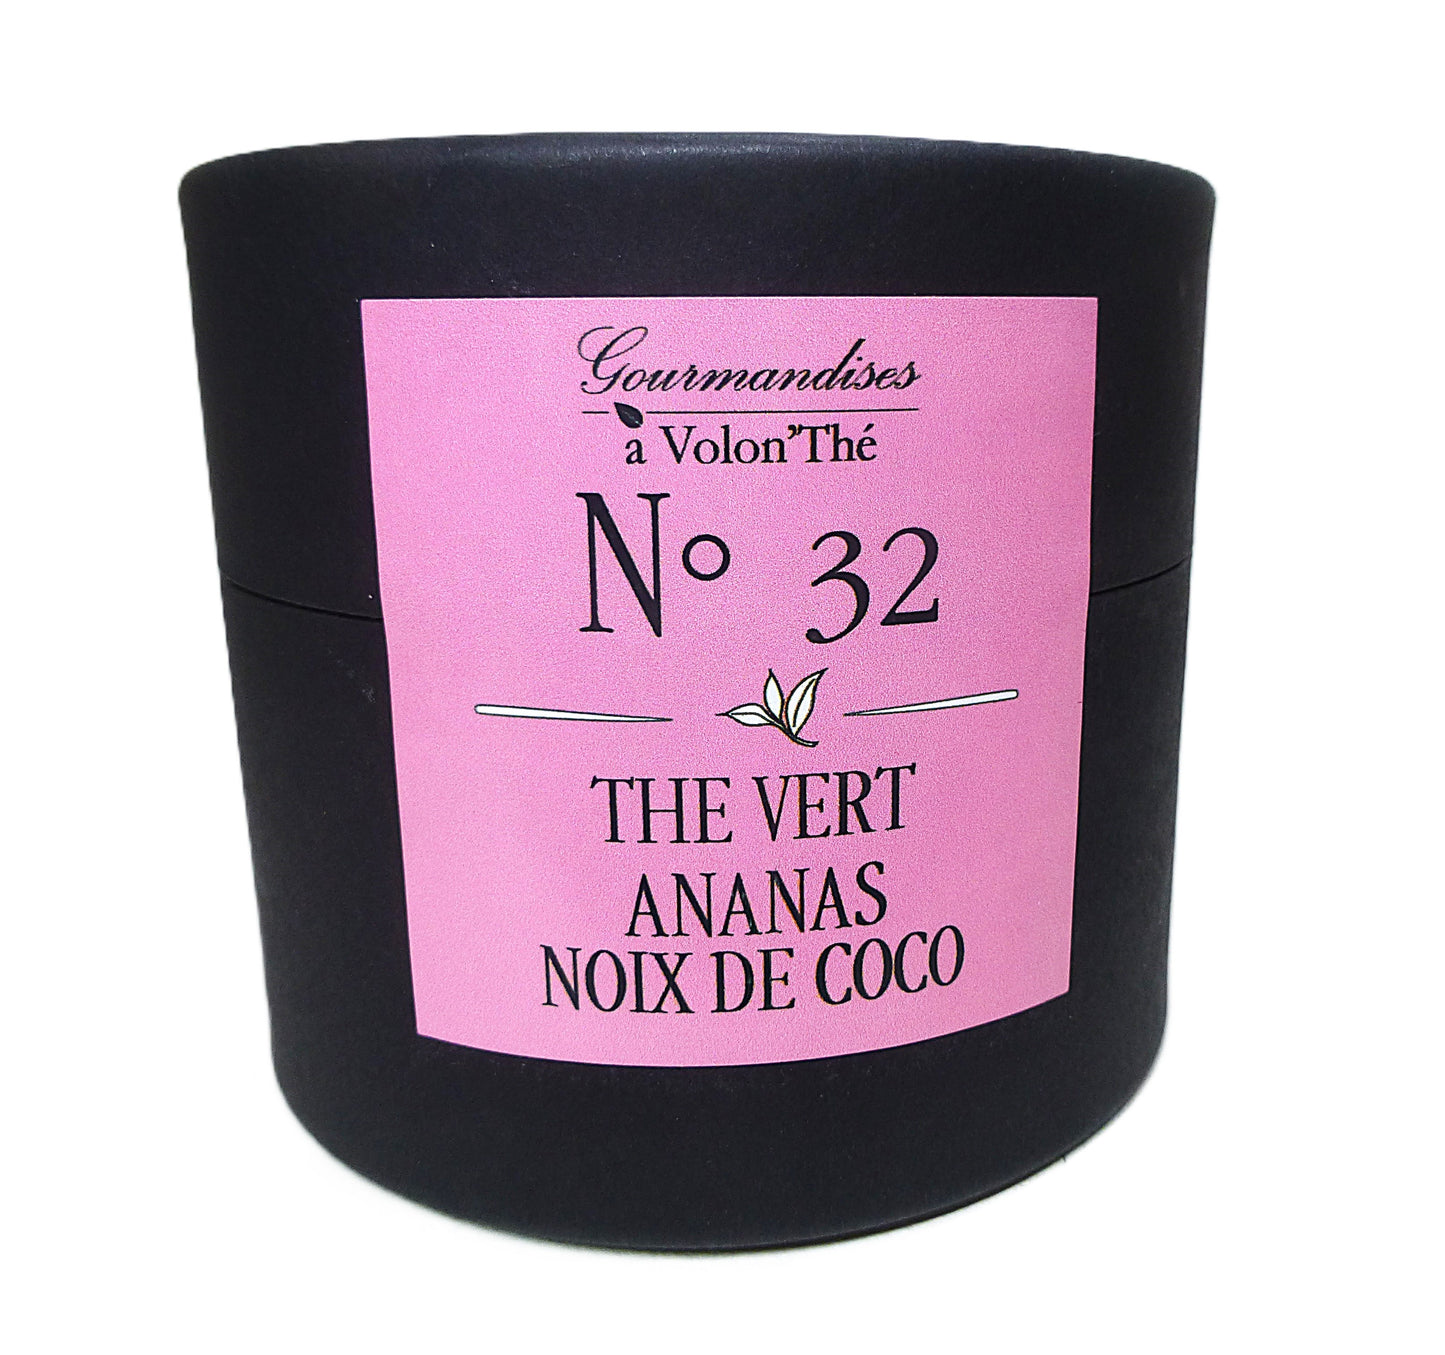 Gourmandises
à Volon’Thé
N° 32
THE VERT
ANANAS
NOIX DE COCO